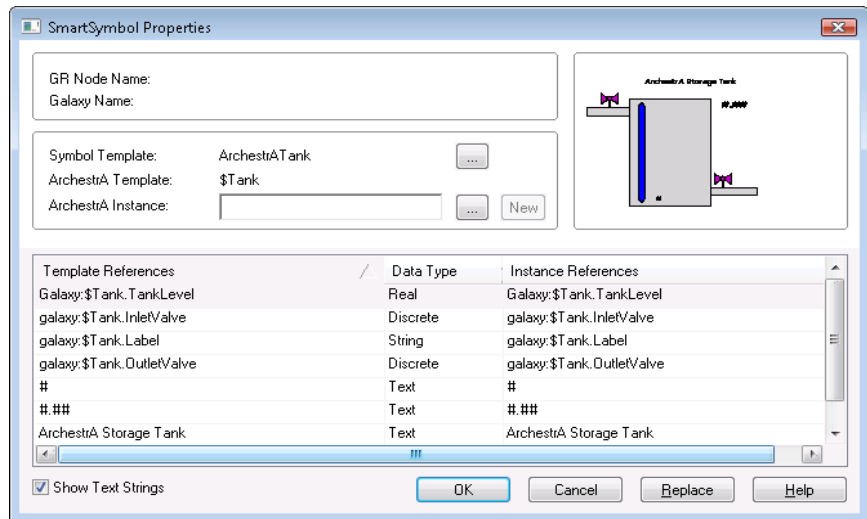 SmartSymbol Properties
GR Node Name:
Galaxy Name:
Symbol Template: ArchestrATank ...
ArchestrA Template: $Tank
ArchestrA Instance: ... New
ArchestrA Storage Tank
#.###
#
Template References Data Type Instance References
Galaxy:$Tank.TankLevel Real Galaxy:$Tank.TankLevel
galaxy:$Tank.InletValve Discrete galaxy:$Tank.InletValve
galaxy:$Tank.Label String galaxy:$Tank.Label
galaxy:$Tank.OutletValve Discrete galaxy:$Tank.OutletValve
# Text #
#.## Text #.##
ArchestrA Storage Tank Text ArchestrA Storage Tank
Show Text Strings OK Cancel Replace Help